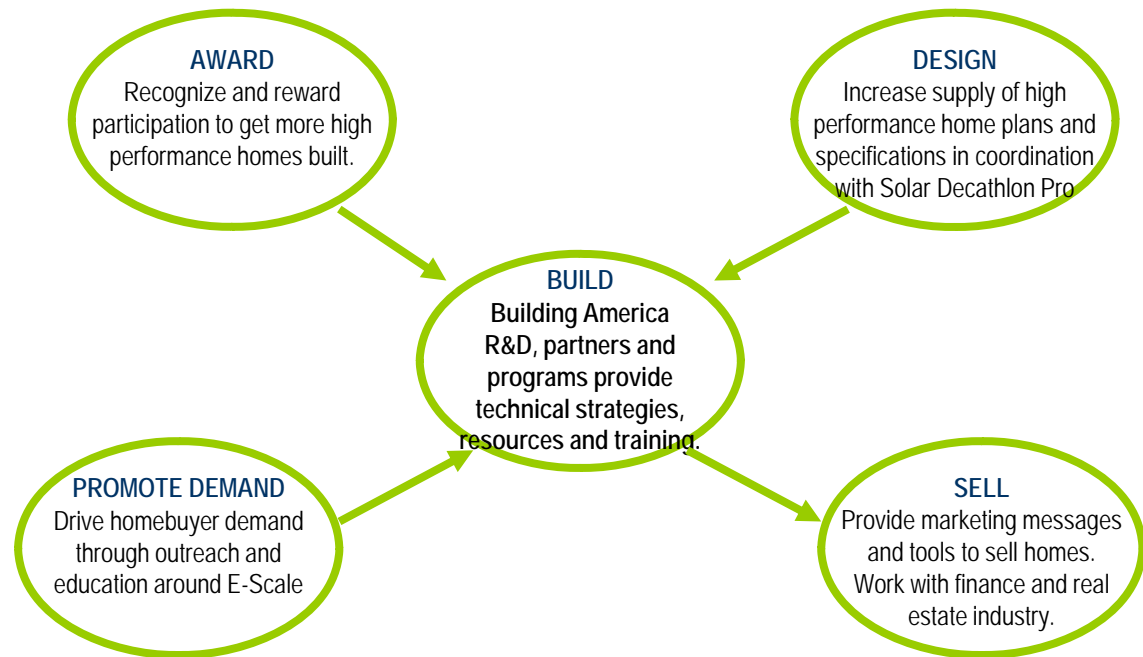 AWARD
Recognize and reward
participation to get more high
performance homes built.
DESIGN
Increase supply of high
performance home plans and
specifications in coordination
with Solar Decathlon Pro
BUILD
Building America
R&D, partners and
programs provide
technical strategies,
resources and training.
PROMOTE DEMAND
Drive homebuyer demand
through outreach and
education around E-Scale
SELL
Provide marketing messages
and tools to sell homes.
Work with finance and real
estate industry.